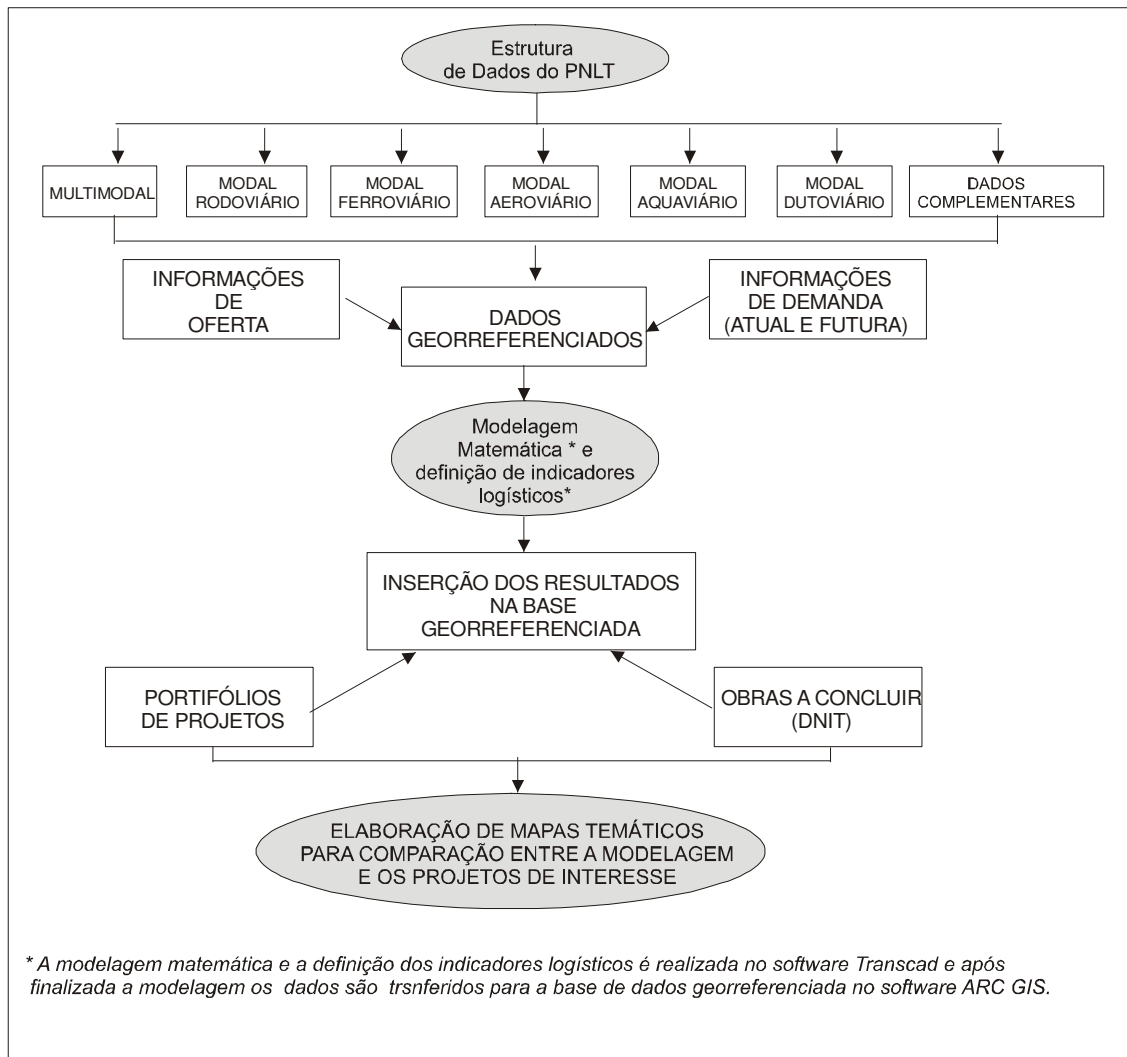 Estrutura
de Dados do PNLT
MULTIMODAL
MODAL
RODOVIÁRIO
MODAL
FERROVIÁRIO
MODAL
AEROVIÁRIO
MODAL
AQUAVIÁRIO
MODAL
DUTOVIÁRIO
DADOS
COMPLEMENTARES
INFORMAÇÕES
DE
OFERTA
DADOS
GEORREFERENCIADOS
INFORMAÇÕES
DE DEMANDA
(ATUAL E FUTURA)
Modelagem
Matemática * e
definição de indicadores
logísticos*
INSERÇÃO DOS RESULTADOS
NA BASE
GEORREFERENCIADA
PORTIFÓLIOS
DE PROJETOS
OBRAS A CONCLUIR
(DNIT)
ELABORAÇÃO DE MAPAS TEMÁTICOS
PARA COMPARAÇÃO ENTRE A MODELAGEM
E OS PROJETOS DE INTERESSE
* A modelagem matemática e a definição dos indicadores logísticos é realizada no software Transcad e após
finalizada a modelagem os dados são trsnferidos para a base de dados georreferenciada no software ARC GIS.